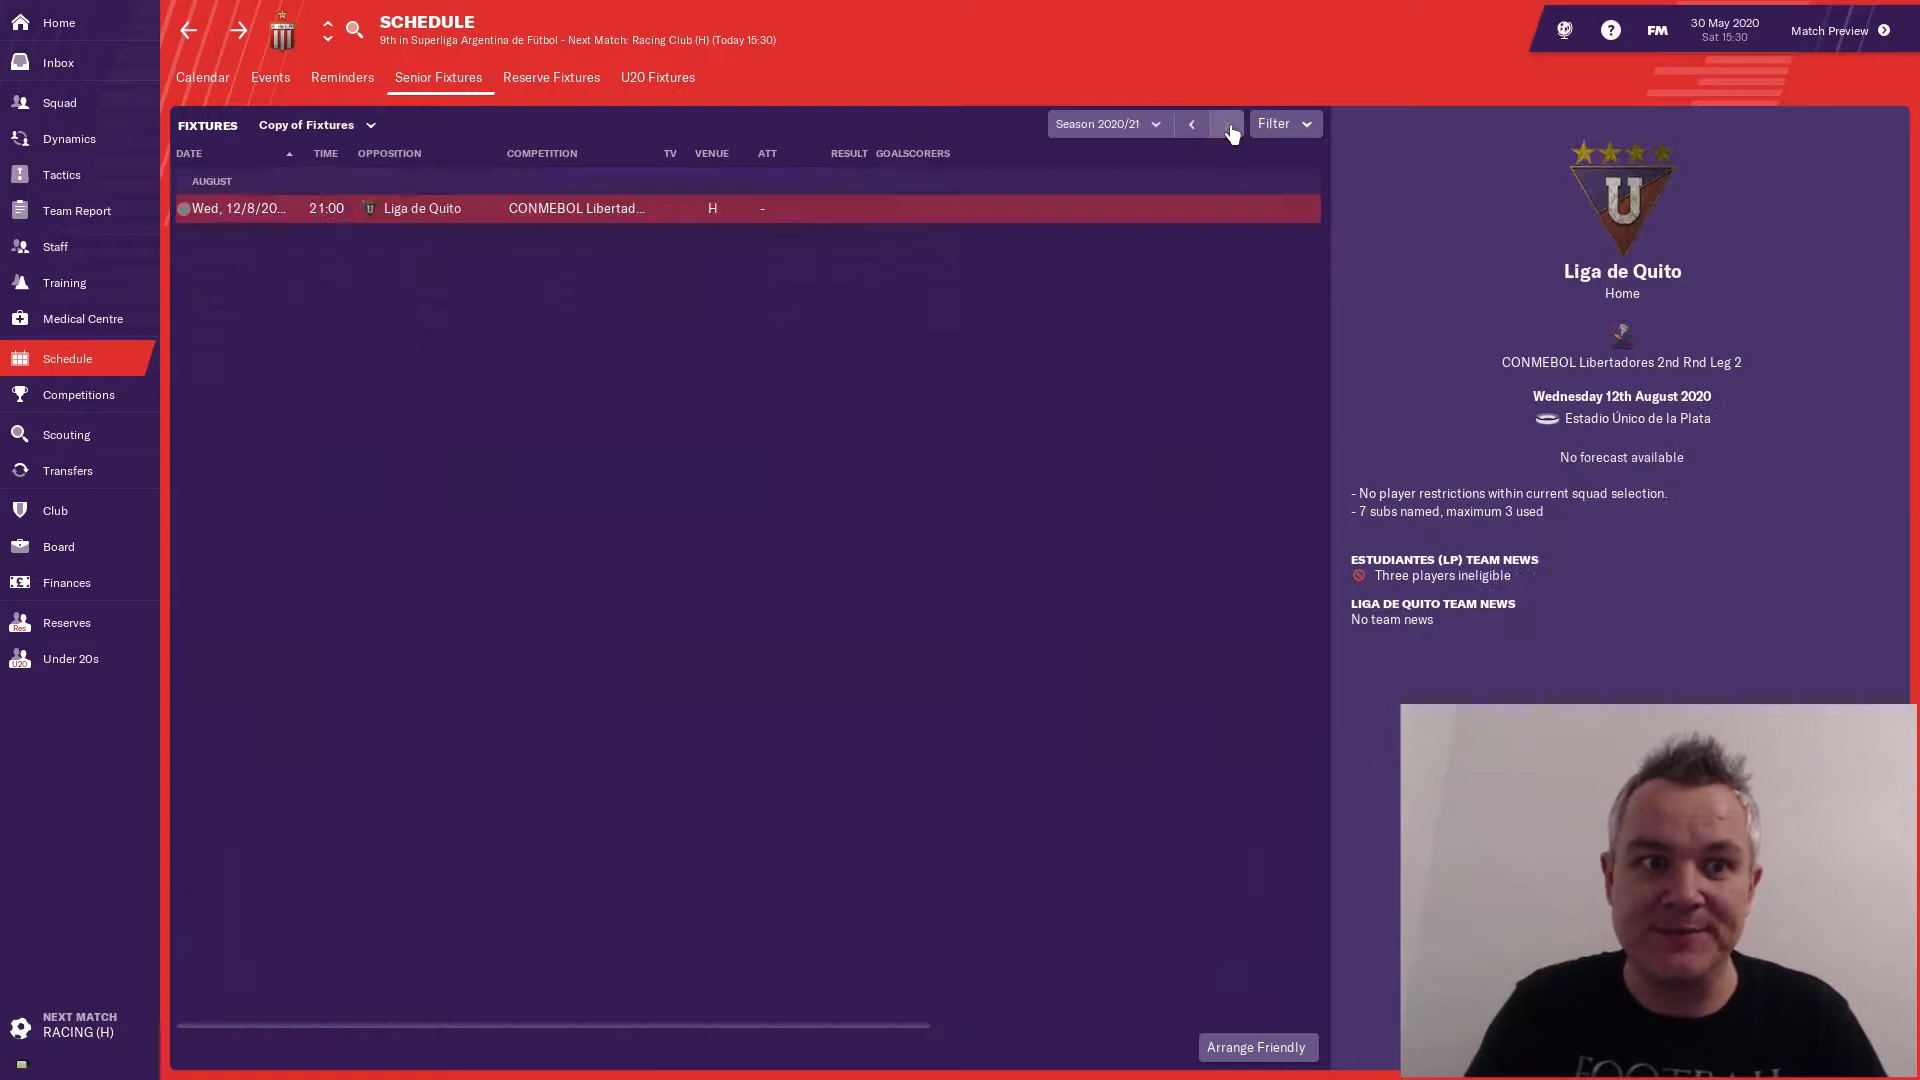 Home
Inbox
Squad
Dynamics
Tactics
Team Report
Staff
Training
Medical Centre
Schedule
Competitions
Scouting
Transfers
Club
Board
Finances
Res
Reserves
U20
Under 20s
NEXT MATCH
RACING (H)
SCHEDULE
9th in Superliga Argentina de Fútbol - Next Match: Racing Club (H) (Today 15:30)
? FM
30 May 2020
Sat 15:30
Match Preview
Calendar Events Reminders Senior Fixtures Reserve Fixtures U20 Fixtures
FIXTURES Copy of Fixtures Season 2020/21 Filter
DATE TIME OPPOSITION COMPETITION TV VENUE ATT RESULT GOALSCORERS
AUGUST
Wed, 12/8/20... 21:00 Liga de Quito CONMEBOL Libertad... H -
Arrange Friendly
U
Liga de Quito
Home
CONMEBOL Libertadores 2nd Rnd Leg 2
Wednesday 12th August 2020
Estadio Único de la Plata
No forecast available
- No player restrictions within current squad selection.
- 7 subs named, maximum 3 used
ESTUDIANTES (LP) TEAM NEWS
Three players ineligible
LIGA DE QUITO TEAM NEWS
No team news